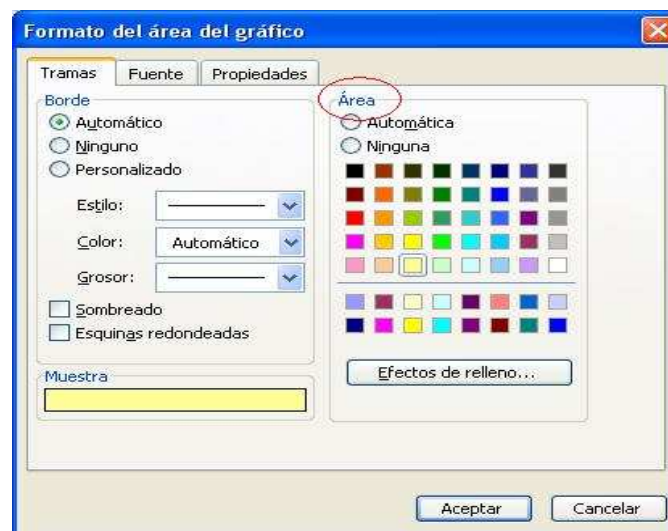 Formato del área del gráfico
Tramas Fuente Propiedades
Borde
Automático
Ninguno
Personalizado
Estilo:
Color: Automático
Grosor:
Sombreado
Esquinas redondeadas
Muestra
Área
Automática
Ninguna
Efectos de relleno...
Aceptar Cancelar